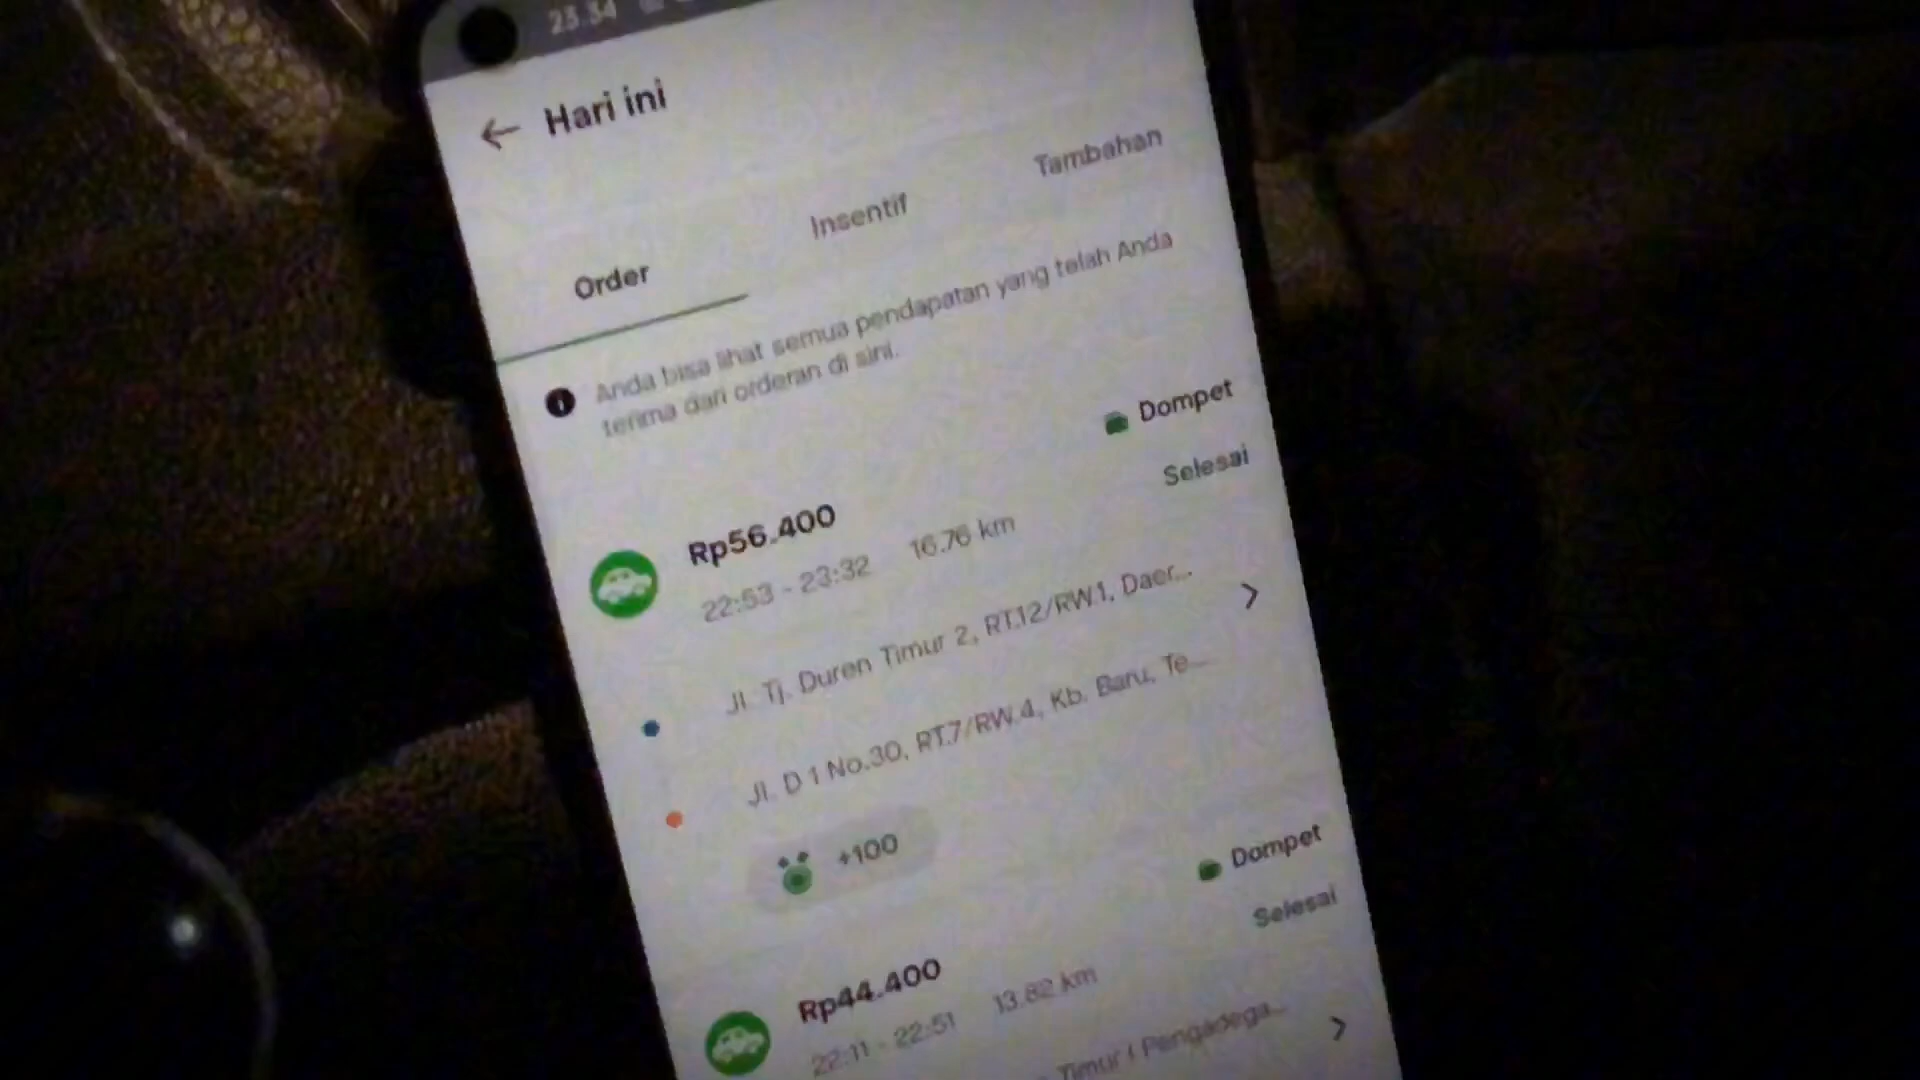 23.34
← Hari ini
Order
Insentif
Tambahan
Anda bisa lihat semua pendapatan yang telah Anda
terima dari orderan di sini.
Dompet
Selesai
Rp56.400
22:53 - 23:32 16.76 km
Jl. Tj. Duren Timur 2, RT.12/RW.1, Daer...
Jl. D 1 No.30, RT.7/RW.4, Kb. Baru, Te...
+100
Dompet
Selesai
Rp44.400
22:11 - 22:51 13.82 km
Timur ( Pengadega...